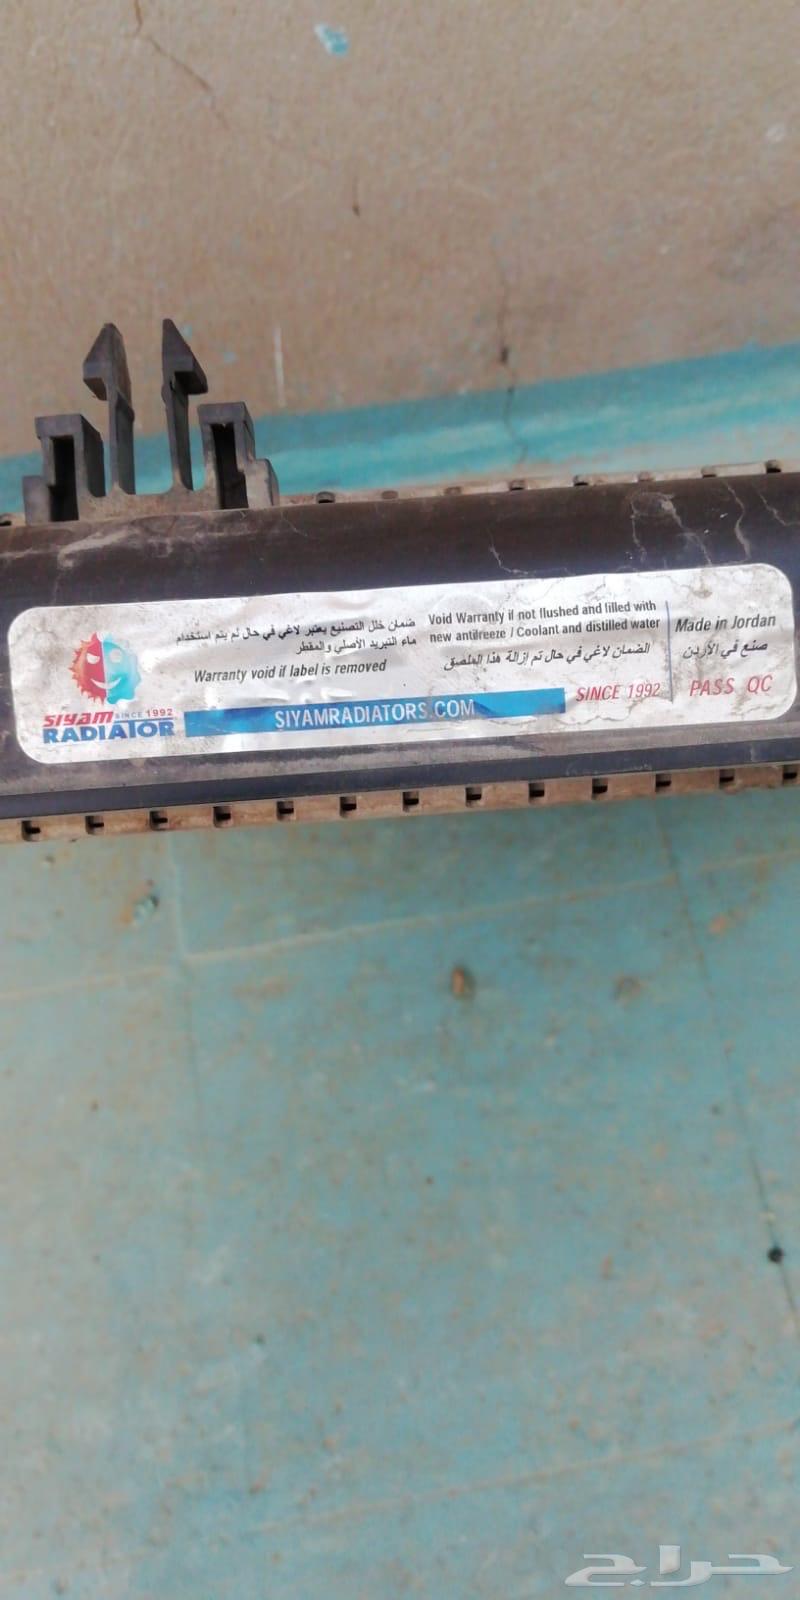 ضمان خلل التصنيع يعتبر لاغي في حال لم يتم استخدام
ماء التبريد الأصلي والمقطر
Warranty void if label is removed
SIYAM SINCE 1992
RADIATOR
SIYAMRADIATORS.COM
Void Warranty if not flushed and filled with
new antifreeze / Coolant and distilled water
الضمان لاغي في حال تم إزالة هذا الملصق
SINCE 1992
Made in Jordan
صنع في الأردن
PASS QC
حراج